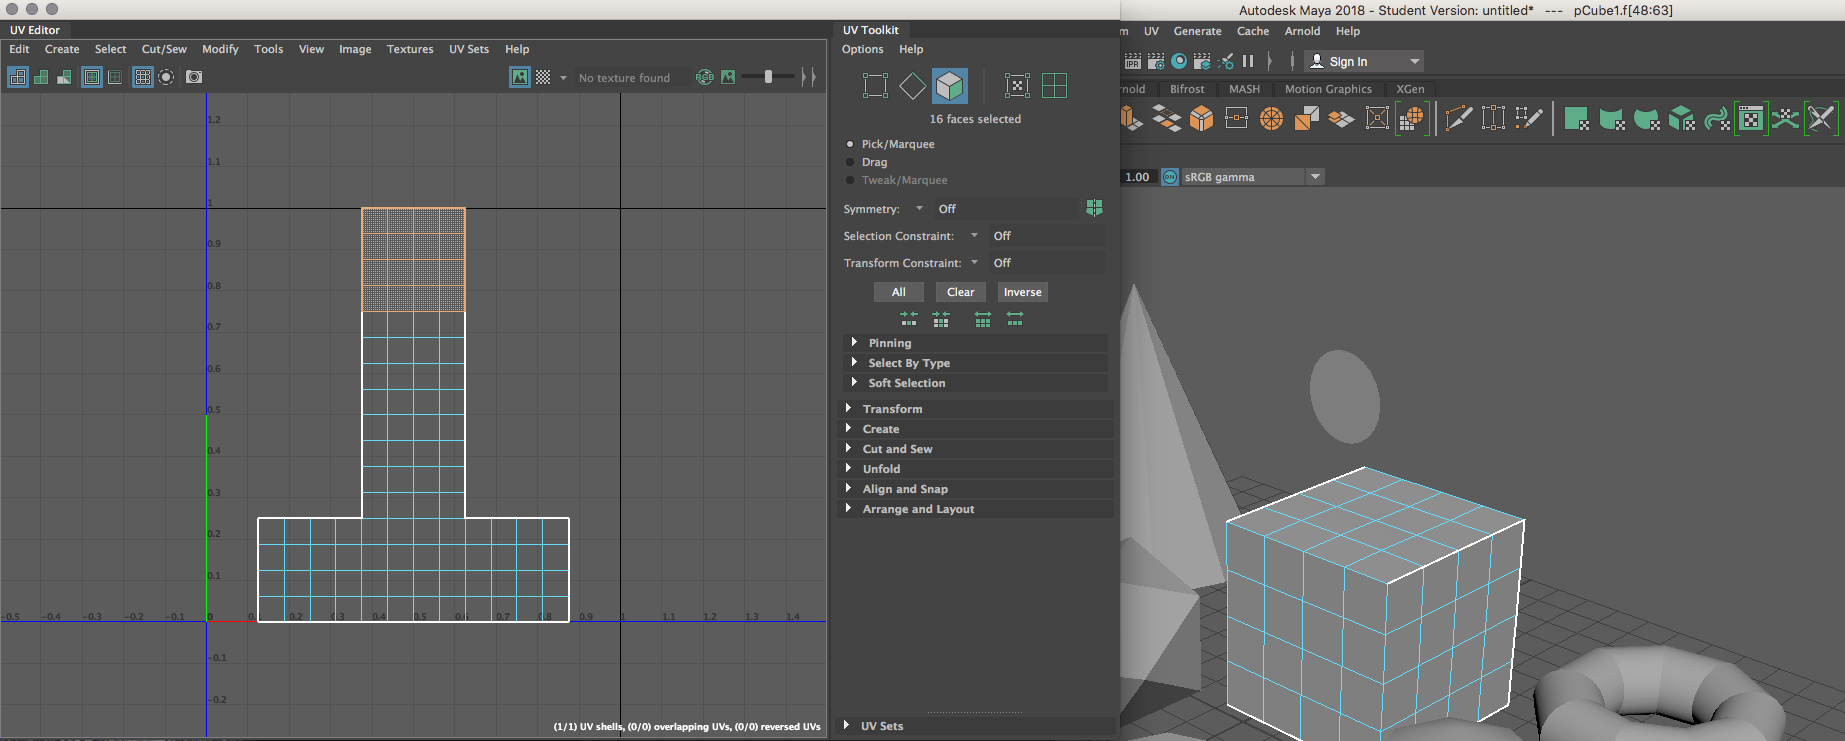 UV Editor
Edit Create Select Cut/Sew Modify Tools View Image Textures UV Sets Help
No texture found
RGB
1.2
1.1
1
0.9
0.8
0.7
0.6
0.5
0.4
0.3
0.2
0.1
-0.5 -0.4 -0.3 -0.2 -0.1 0 0.2 0.3 0.4 0.5 0.6 0.7 0.8 0.9 1 1.1 1.2 1.3 1.4
-0.1
-0.2
(1/1) UV shells, (0/0) overlapping UVs, (0/0) reversed UVs
UV Toolkit
Options Help
16 faces selected
Pick/Marquee
Drag
Tweak/Marquee
Symmetry: Off
Selection Constraint: Off
Transform Constraint: Off
All Clear Inverse
Pinning
Select By Type
Soft Selection
Transform
Create
Cut and Sew
Unfold
Align and Snap
Arrange and Layout
UV Sets
Autodesk Maya 2018 - Student Version: untitled* --- pCube1.f[48:63]
m UV Generate Cache Arnold Help
IPR
Sign In
rnold Bifrost MASH Motion Graphics XGen
1.00 ON sRGB gamma